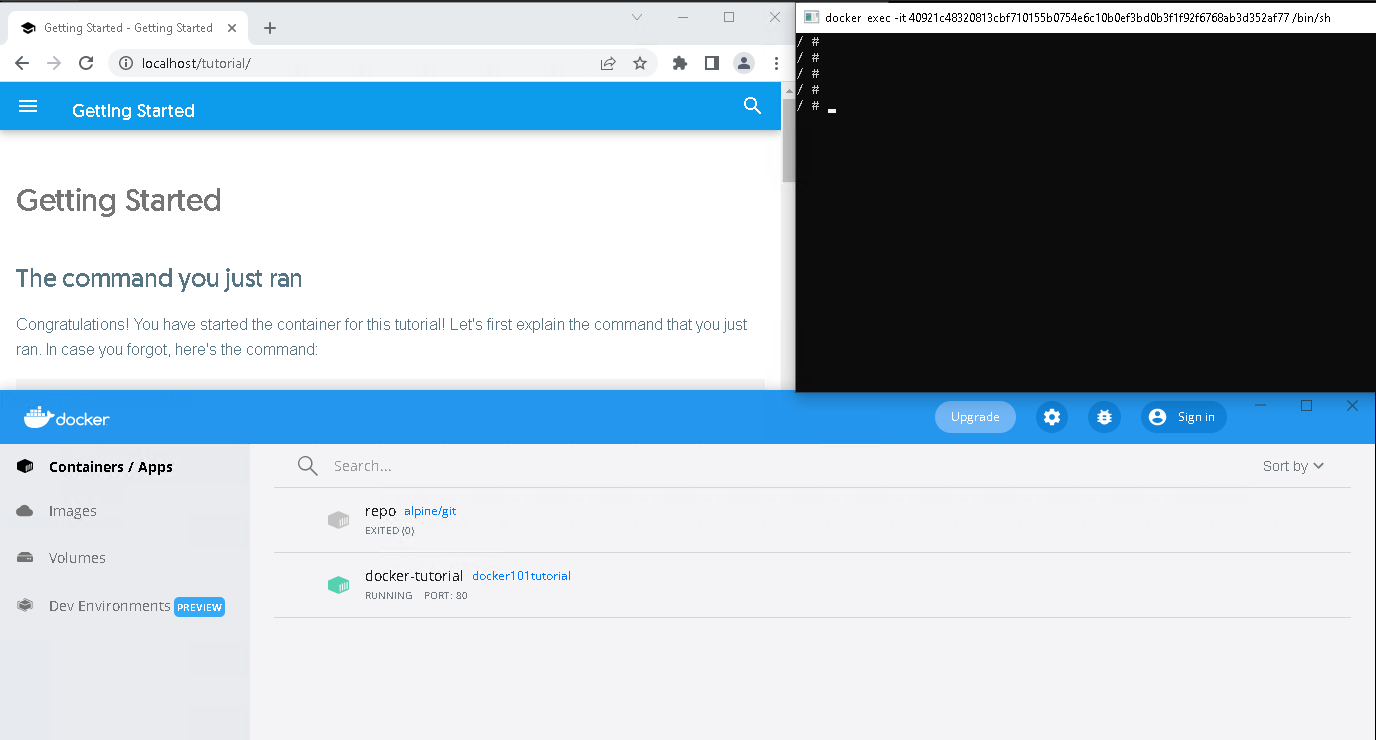 Getting Started - Getting Started
localhost/tutorial/
Getting Started
Getting Started
The command you just ran
Congratulations! You have started the container for this tutorial! Let's first explain the command that you just
ran. In case you forgot, here's the command:
docker exec -it 40921c48320813cbf710155b0754e6c10b0ef3bd0b3f1f92f6768ab3d352af77 /bin/sh
/ #
/ #
/ #
/ #
/ #
docker
Upgrade
Sign in
Containers / Apps
Images
Volumes
Dev Environments PREVIEW
Search...
Sort by
repo alpine/git
EXITED (0)
docker-tutorial docker101tutorial
RUNNING PORT: 80